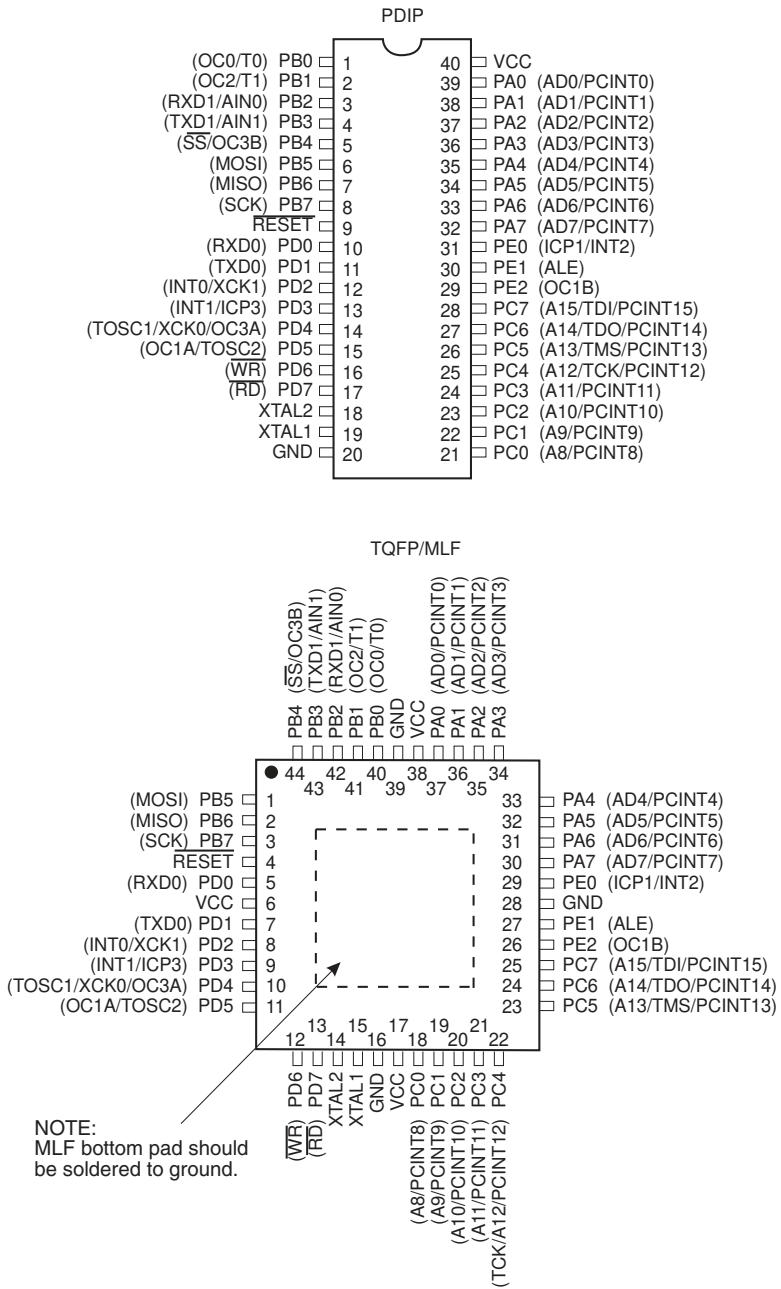 PDIP
(OC0/T0) PB0 1 40 VCC
(OC2/T1) PB1 2 39 PA0 (AD0/PCINT0)
(RXD1/AIN0) PB2 3 38 PA1 (AD1/PCINT1)
(TXD1/AIN1) PB3 4 37 PA2 (AD2/PCINT2)
(S̅S̅/OC3B) PB4 5 36 PA3 (AD3/PCINT3)
(MOSI) PB5 6 35 PA4 (AD4/PCINT4)
(MISO) PB6 7 34 PA5 (AD5/PCINT5)
(SCK) PB7 8 33 PA6 (AD6/PCINT6)
R̅E̅S̅E̅T̅ 9 32 PA7 (AD7/PCINT7)
(RXD0) PD0 10 31 PE0 (ICP1/INT2)
(TXD0) PD1 11 30 PE1 (ALE)
(INT0/XCK1) PD2 12 29 PE2 (OC1B)
(INT1/ICP3) PD3 13 28 PC7 (A15/TDI/PCINT15)
(TOSC1/XCK0/OC3A) PD4 14 27 PC6 (A14/TDO/PCINT14)
(OC1A/TOSC2) PD5 15 26 PC5 (A13/TMS/PCINT13)
(W̅R̅) PD6 16 25 PC4 (A12/TCK/PCINT12)
(R̅D̅) PD7 17 24 PC3 (A11/PCINT11)
XTAL2 18 23 PC2 (A10/PCINT10)
XTAL1 19 22 PC1 (A9/PCINT9)
GND 20 21 PC0 (A8/PCINT8)
TQFP/MLF
PB4 (S̅S̅/OC3B)
PB3 (TXD1/AIN1)
PB2 (RXD1/AIN0)
PB1 (OC2/T1)
PB0 (OC0/T0)
GND
VCC
PA0 (AD0/PCINT0)
PA1 (AD1/PCINT1)
PA2 (AD2/PCINT2)
PA3 (AD3/PCINT3)
44 42 40 38 36 34
43 41 39 37 35
(MOSI) PB5 1 33 PA4 (AD4/PCINT4)
(MISO) PB6 2 32 PA5 (AD5/PCINT5)
(SCK) PB7 3 31 PA6 (AD6/PCINT6)
R̅E̅S̅E̅T̅ 4 30 PA7 (AD7/PCINT7)
(RXD0) PD0 5 29 PE0 (ICP1/INT2)
VCC 6 28 GND
(TXD0) PD1 7 27 PE1 (ALE)
(INT0/XCK1) PD2 8 26 PE2 (OC1B)
(INT1/ICP3) PD3 9 25 PC7 (A15/TDI/PCINT15)
(TOSC1/XCK0/OC3A) PD4 10 24 PC6 (A14/TDO/PCINT14)
(OC1A/TOSC2) PD5 11 23 PC5 (A13/TMS/PCINT13)
13 15 17 19 21
12 14 16 18 20 22
(W̅R̅) PD6
(R̅D̅) PD7
XTAL2
XTAL1
GND
VCC
(A8/PCINT8) PC0
(A9/PCINT9) PC1
(A10/PCINT10) PC2
(A11/PCINT11) PC3
(TCK/A12/PCINT12) PC4
NOTE:
MLF bottom pad should
be soldered to ground.